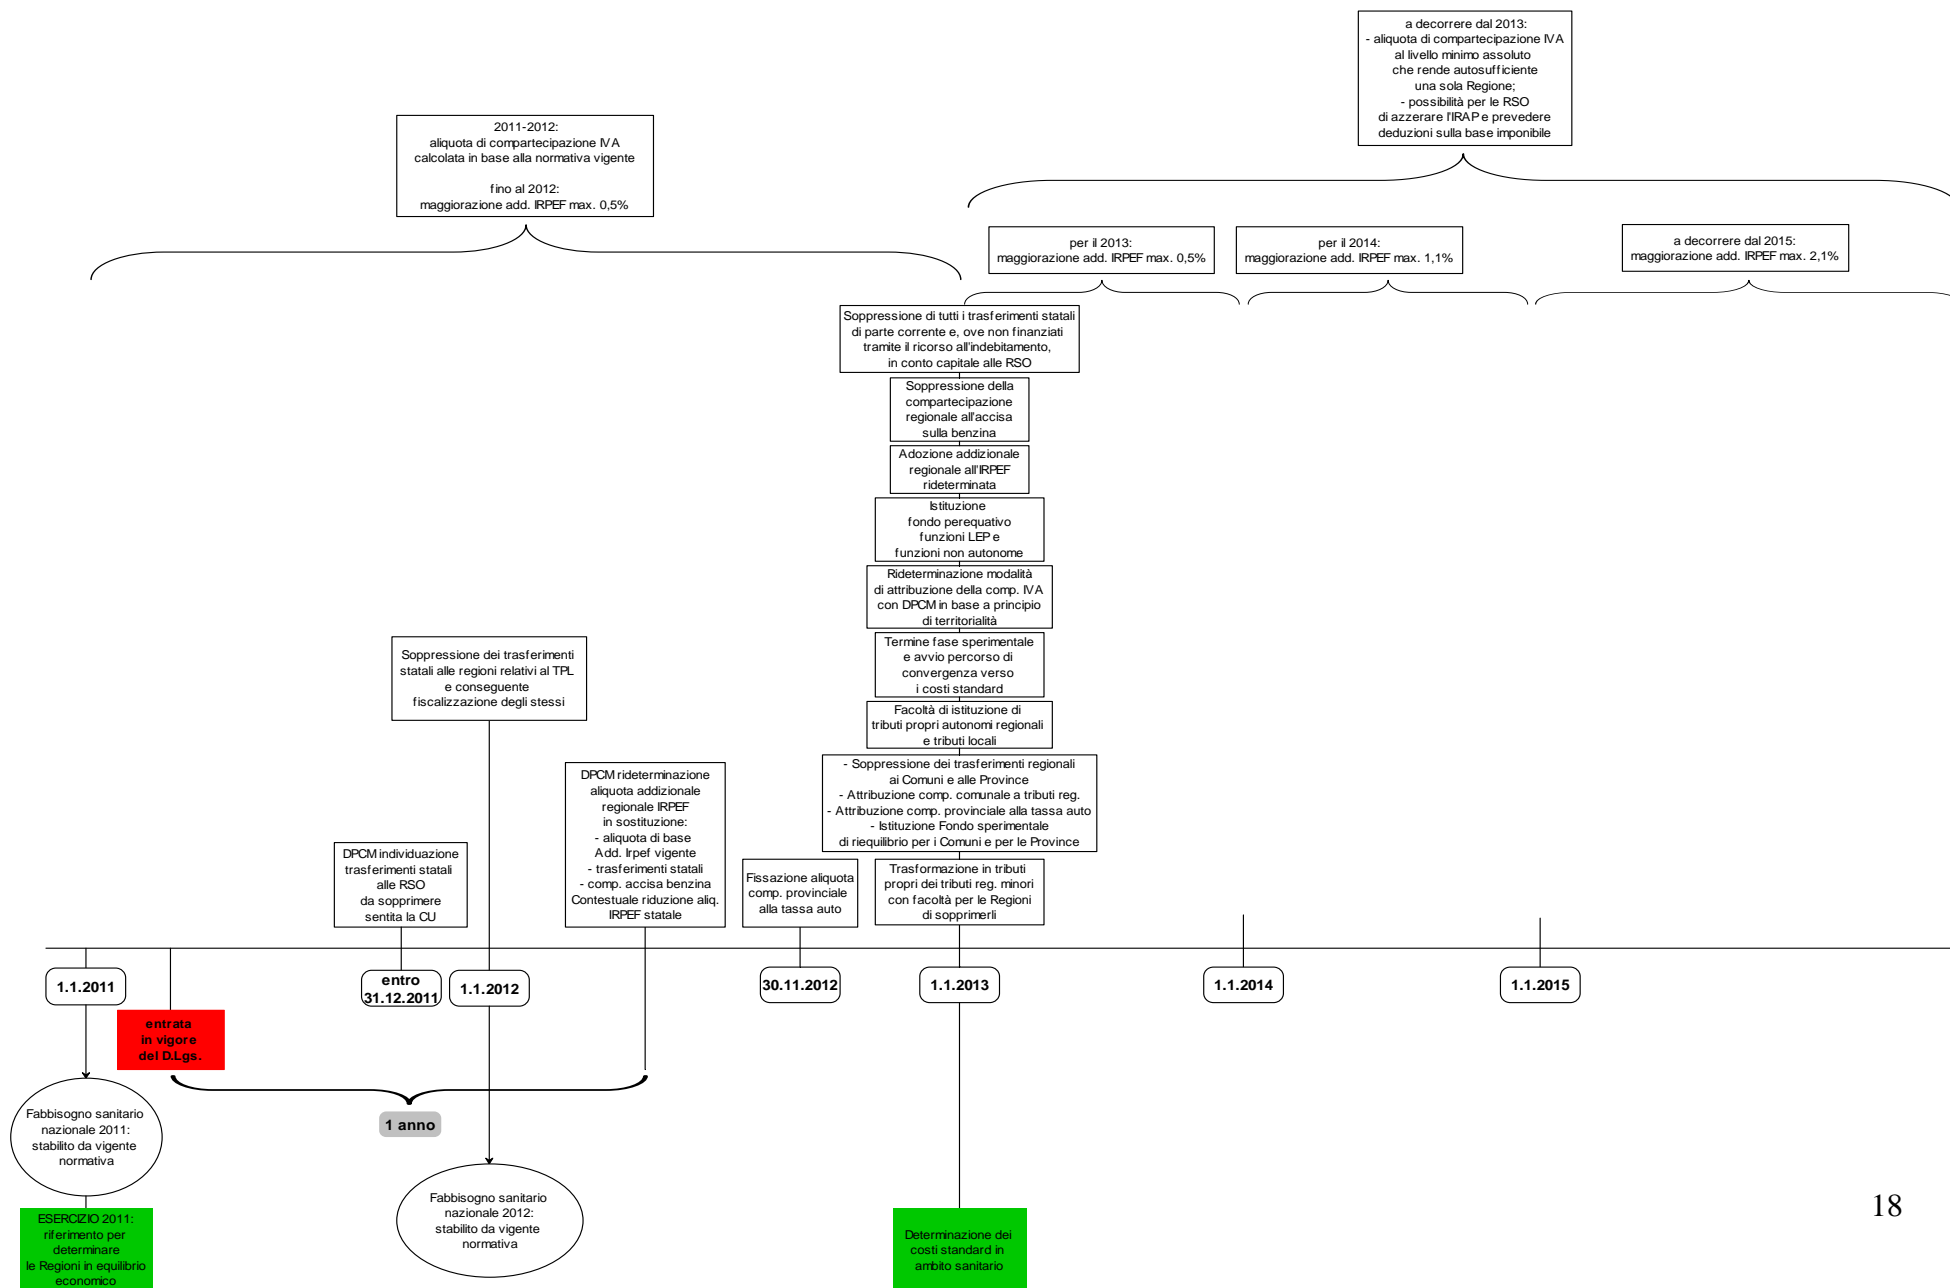 a decorrere dal 2013:
- aliquota di compartecipazione IVA
al livello minimo assoluto
che rende autosufficiente
una sola Regione;
- possibilità per le RSO
di azzerare l'IRAP e prevedere
deduzioni sulla base imponibile
2011-2012:
aliquota di compartecipazione IVA
calcolata in base alla normativa vigente
fino al 2012:
maggiorazione add. IRPEF max. 0,5%
per il 2013:
maggiorazione add. IRPEF max. 0,5%
per il 2014:
maggiorazione add. IRPEF max. 1,1%
a decorrere dal 2015:
maggiorazione add. IRPEF max. 2,1%
Soppressione di tutti i trasferimenti statali
di parte corrente e, ove non finanziati
tramite il ricorso all'indebitamento,
in conto capitale alle RSO
Soppressione della
compartecipazione
regionale all'accisa
sulla benzina
Adozione addizionale
regionale all'IRPEF
rideterminata
Istituzione
fondo perequativo
funzioni LEP e
funzioni non autonome
Rideterminazione modalità
di attribuzione della comp. IVA
con DPCM in base a principio
di territorialità
Termine fase sperimentale
e avvio percorso di
convergenza verso
i costi standard
Facoltà di istituzione di
tributi propri autonomi regionali
e tributi locali
- Soppressione dei trasferimenti regionali
ai Comuni e alle Province
- Attribuzione comp. comunale a tributi reg.
- Attribuzione comp. provinciale alla tassa auto
- Istituzione Fondo sperimentale
di riequilibrio per i Comuni e per le Province
Trasformazione in tributi
propri dei tributi reg. minori
con facoltà per le Regioni
di sopprimerli
Soppressione dei trasferimenti
statali alle regioni relativi al TPL
e conseguente
fiscalizzazione degli stessi
DPCM rideterminazione
aliquota addizionale
regionale IRPEF
in sostituzione:
- aliquota di base
Add. Irpef vigente
- trasferimenti statali
- comp. accisa benzina
Contestuale riduzione aliq.
IRPEF statale
DPCM individuazione
trasferimenti statali
alle RSO
da sopprimere
sentita la CU
Fissazione aliquota
comp. provinciale
alla tassa auto
1.1.2011
entro
31.12.2011
1.1.2012
30.11.2012
1.1.2013
1.1.2014
1.1.2015
entrata
in vigore
del D.Lgs.
1 anno
Fabbisogno sanitario
nazionale 2011:
stabilito da vigente
normativa
Fabbisogno sanitario
nazionale 2012:
stabilito da vigente
normativa
ESERCIZIO 2011:
riferimento per
determinare
le Regioni in equilibrio
economico
Determinazione dei
costi standard in
ambito sanitario
18